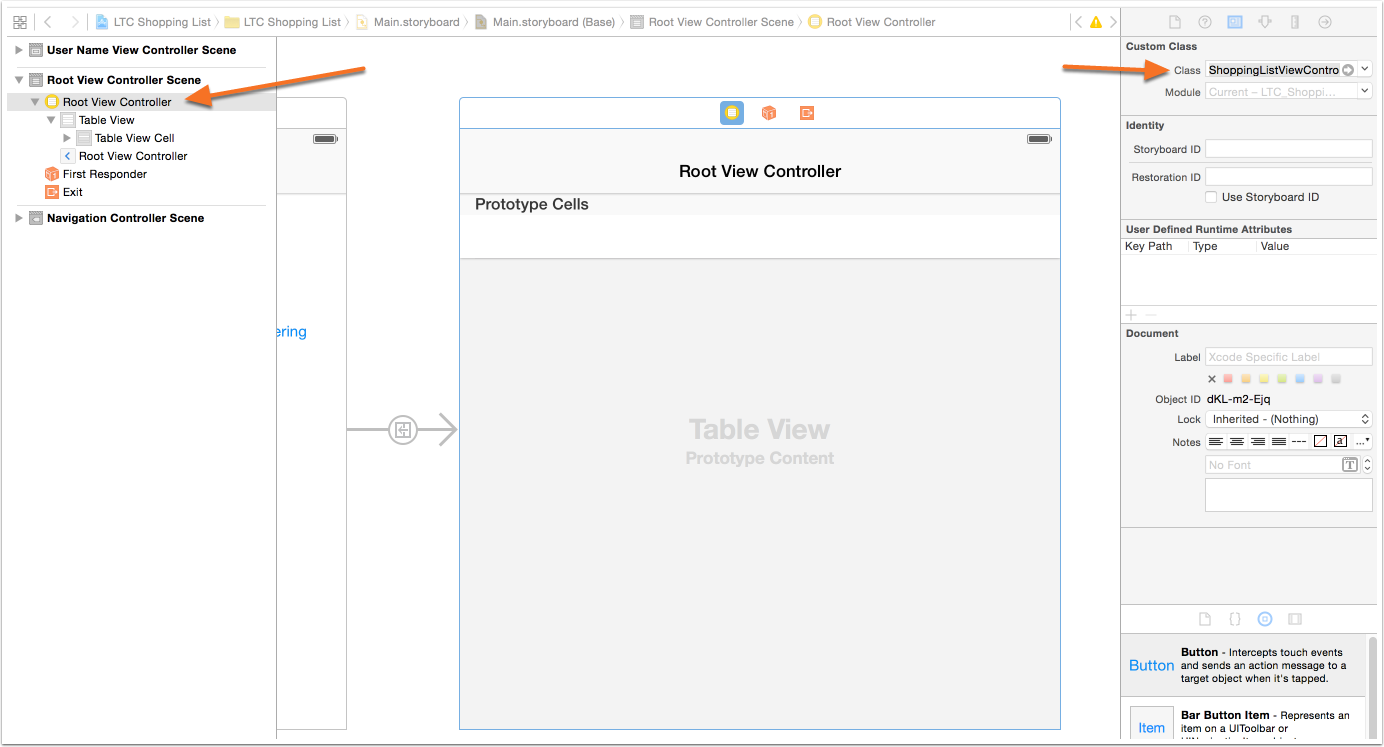 LTC Shopping List
LTC Shopping List
Main.storyboard
Main.storyboard (Base)
Root View Controller Scene
Root View Controller
User Name View Controller Scene
Root View Controller Scene
Root View Controller
Table View
Table View Cell
Root View Controller
First Responder
Exit
Navigation Controller Scene
ering
Root View Controller
Prototype Cells
Table View
Prototype Content
Custom Class
Class ShoppingListViewContro
Module Current – LTC_Shoppi...
Identity
Storyboard ID
Restoration ID
Use Storyboard ID
User Defined Runtime Attributes
Key Path Type Value
Document
Label Xcode Specific Label
Object ID dKL-m2-Ejq
Lock Inherited - (Nothing)
Notes
No Font
Button
Button - Intercepts touch events
and sends an action message to a
target object when it's tapped.
Item
Bar Button Item - Represents an
item on a UIToolbar or